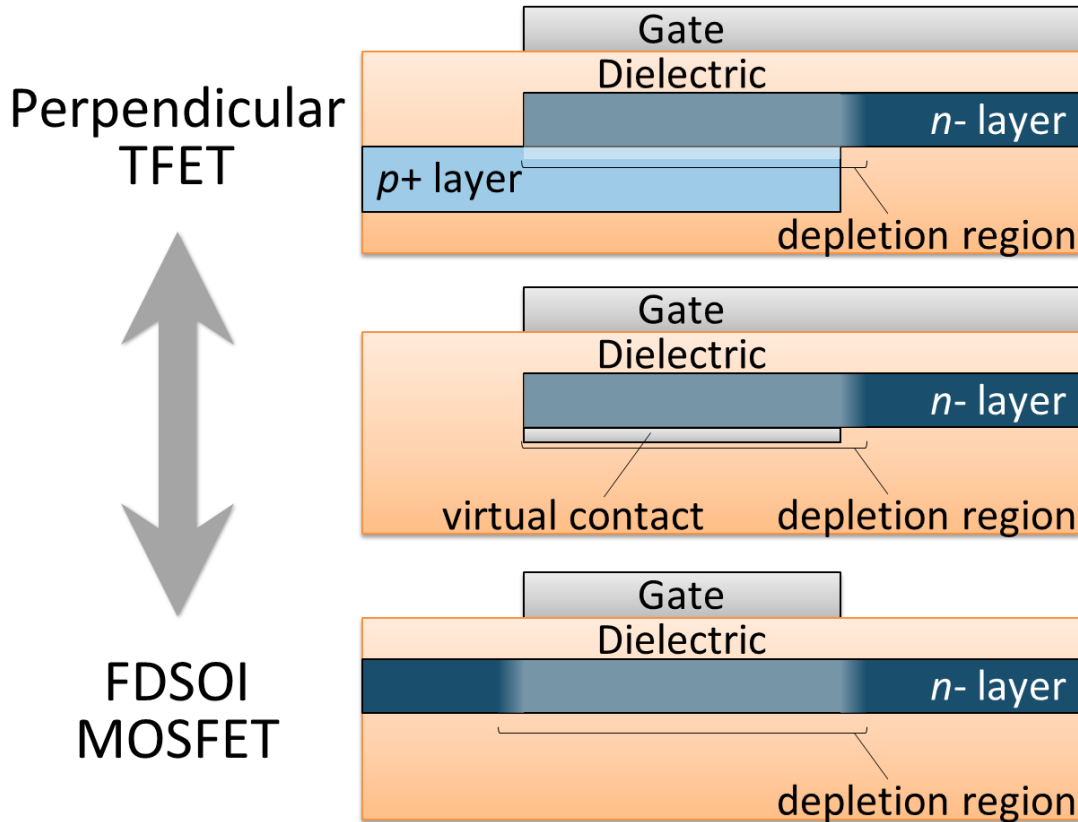 Gate
Dielectric
Perpendicular
TFET
n- layer
p+ layer
depletion region
Gate
Dielectric
n- layer
virtual contact
depletion region
Gate
Dielectric
FDSOI
MOSFET
n- layer
depletion region